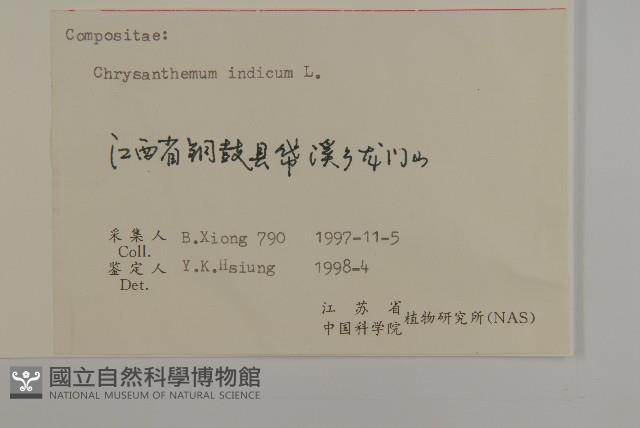 Compositae:
Chrysanthemum indicum L.
江西省铜鼓县带溪乡龙门山
采集人 B.Xiong 790 1997-11-5
Coll.
鉴定人 Y.K.Hsiung 1998-4
Det.
江苏省
中国科学院 植物研究所(NAS)
國立自然科學博物館
NATIONAL MUSEUM OF NATURAL SCIENCE